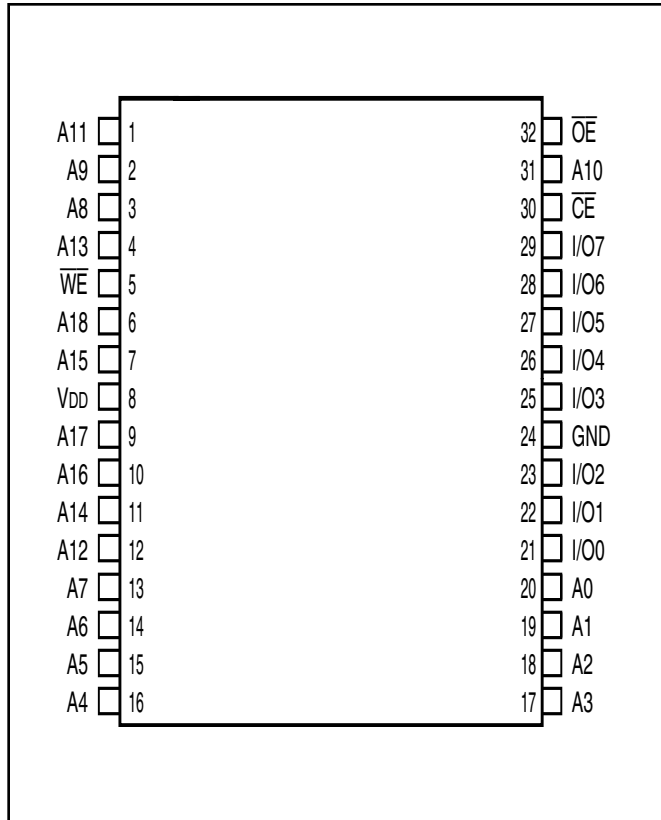 A11 1 32 O̅E̅
A9 2 31 A10
A8 3 30 C̅E̅
A13 4 29 I/O7
W̅E̅ 5 28 I/O6
A18 6 27 I/O5
A15 7 26 I/O4
VDD 8 25 I/O3
A17 9 24 GND
A16 10 23 I/O2
A14 11 22 I/O1
A12 12 21 I/O0
A7 13 20 A0
A6 14 19 A1
A5 15 18 A2
A4 16 17 A3